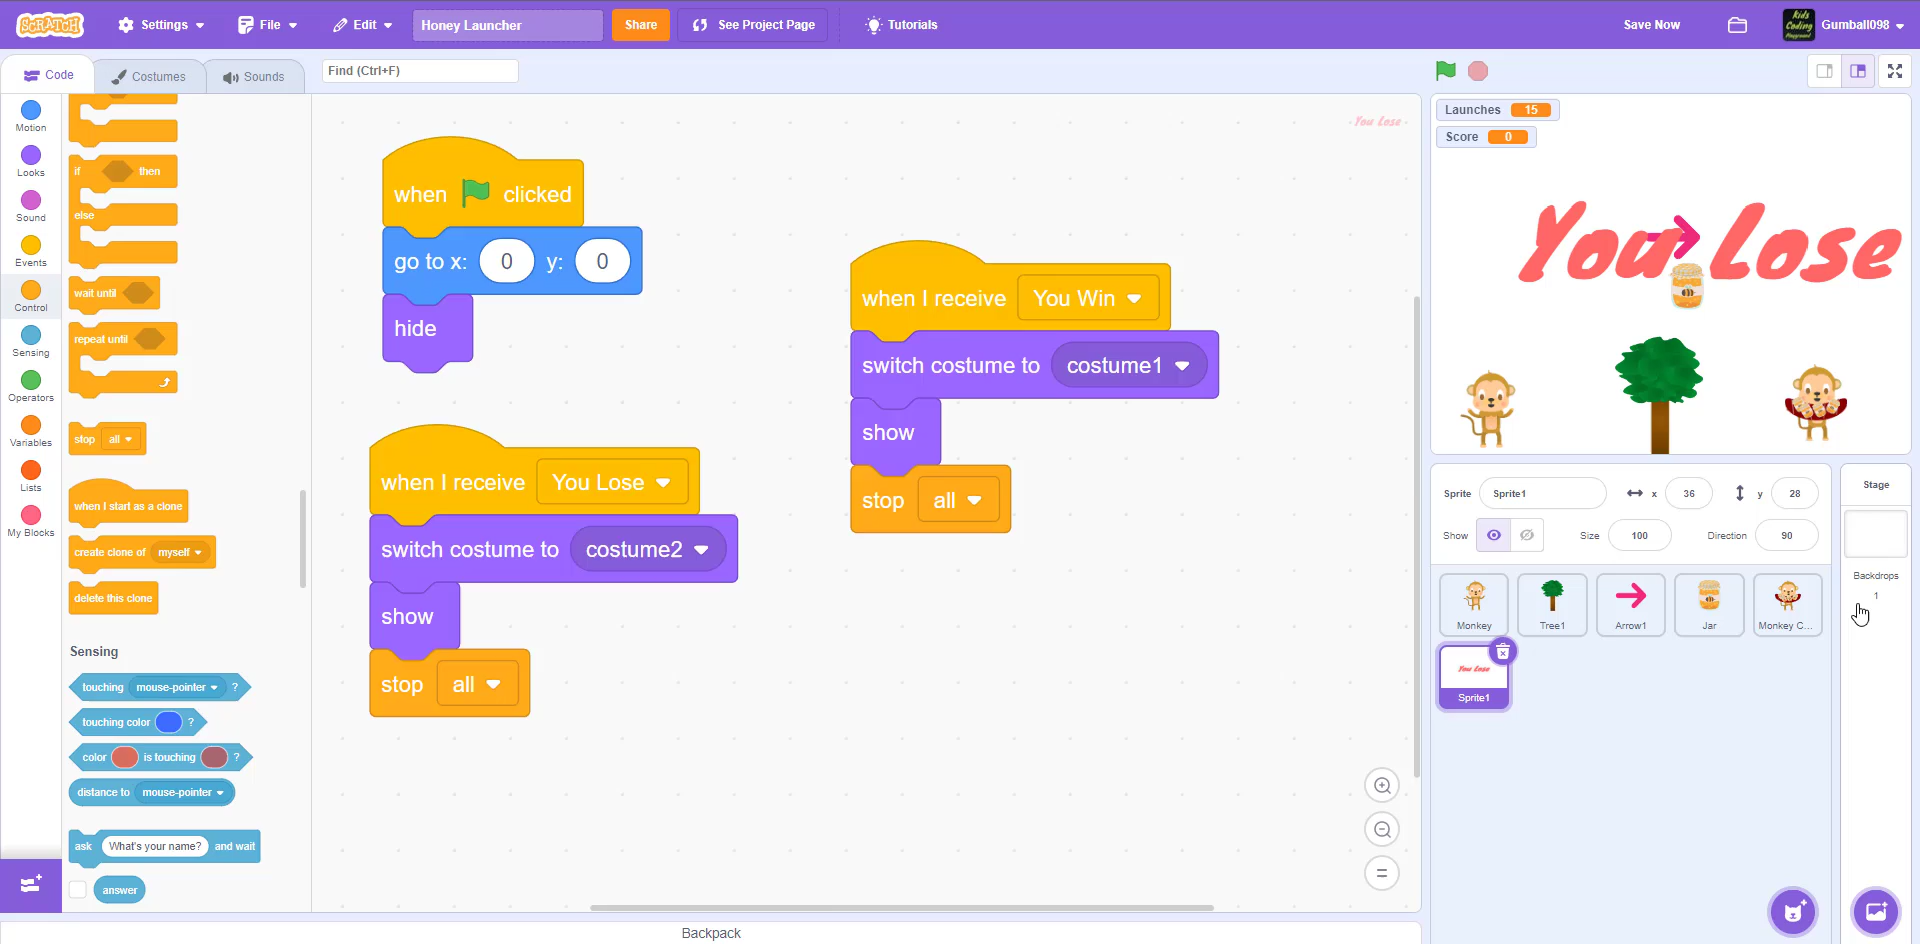 SCRATCH
Settings
File
Edit
Honey Launcher
Share
See Project Page
Tutorials
Save Now
Kids
Coding
Playground
Gumball098
Code
Costumes
Sounds
Find (Ctrl+F)
Motion
Looks
Sound
Events
Control
Sensing
Operators
Variables
Lists
My Blocks
if then
else
wait until
repeat until
stop all
when I start as a clone
create clone of myself
delete this clone
Sensing
touching mouse-pointer ?
touching color ?
color is touching ?
distance to mouse-pointer
ask What's your name? and wait
answer
when clicked
go to x: 0 y: 0
hide
when I receive You Lose
switch costume to costume2
show
stop all
when I receive You Win
switch costume to costume1
show
stop all
You Lose
Backpack
Launches 15
Score 0
You Lose
Sprite Sprite1 x 36 y 28
Show Size 100 Direction 90
Monkey
Tree1
Arrow1
Jar
Monkey C...
You Lose
Sprite1
Stage
Backdrops
1